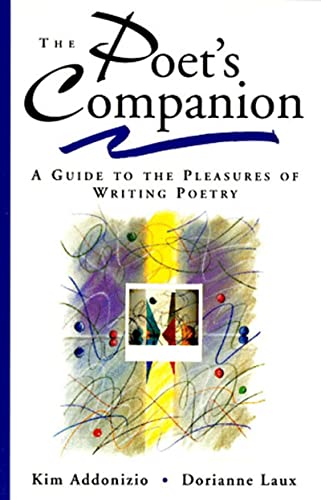 THE
Poet's
Companion
A GUIDE TO THE PLEASURES OF
WRITING POETRY
Kim Addonizio • Dorianne Laux